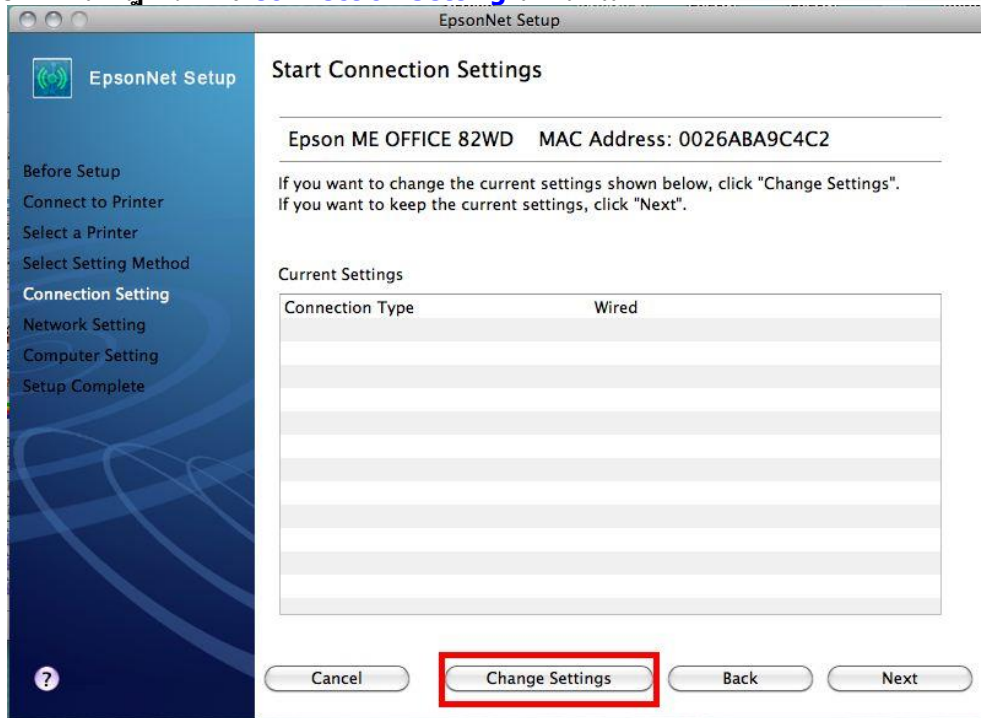 EpsonNet Setup
EpsonNet Setup
Before Setup
Connect to Printer
Select a Printer
Select Setting Method
Connection Setting
Network Setting
Computer Setting
Setup Complete
?
Start Connection Settings
Epson ME OFFICE 82WD MAC Address: 0026ABA9C4C2
If you want to change the current settings shown below, click "Change Settings".
If you want to keep the current settings, click "Next".
Current Settings
Connection Type Wired
Cancel Change Settings Back Next